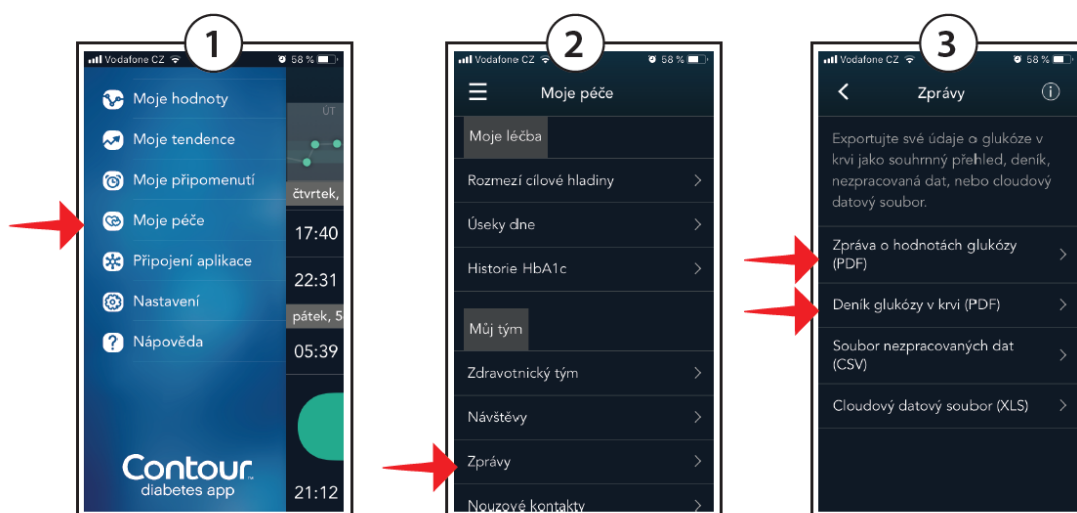 1
Vodafone CZ
58 %
Moje hodnoty
Moje tendence
Moje připomenutí
Moje péče
Připojení aplikace
Nastavení
Nápověda
Contour™
diabetes app
ÚT
čtvrtek,
17:40
22:31
pátek, 5
05:39
21:12
2
Vodafone CZ
58 %
Moje péče
Moje léčba
Rozmezí cílové hladiny
Úseky dne
Historie HbA1c
Můj tým
Zdravotnický tým
Návštěvy
Zprávy
Nouzové kontakty
3
Vodafone CZ
58 %
Zprávy
Exportujte své údaje o glukóze v
krvi jako souhrnný přehled, deník,
nezpracovaná dat, nebo cloudový
datový soubor.
Zpráva o hodnotách glukózy
(PDF)
Deník glukózy v krvi (PDF)
Soubor nezpracovaných dat
(CSV)
Cloudový datový soubor (XLS)